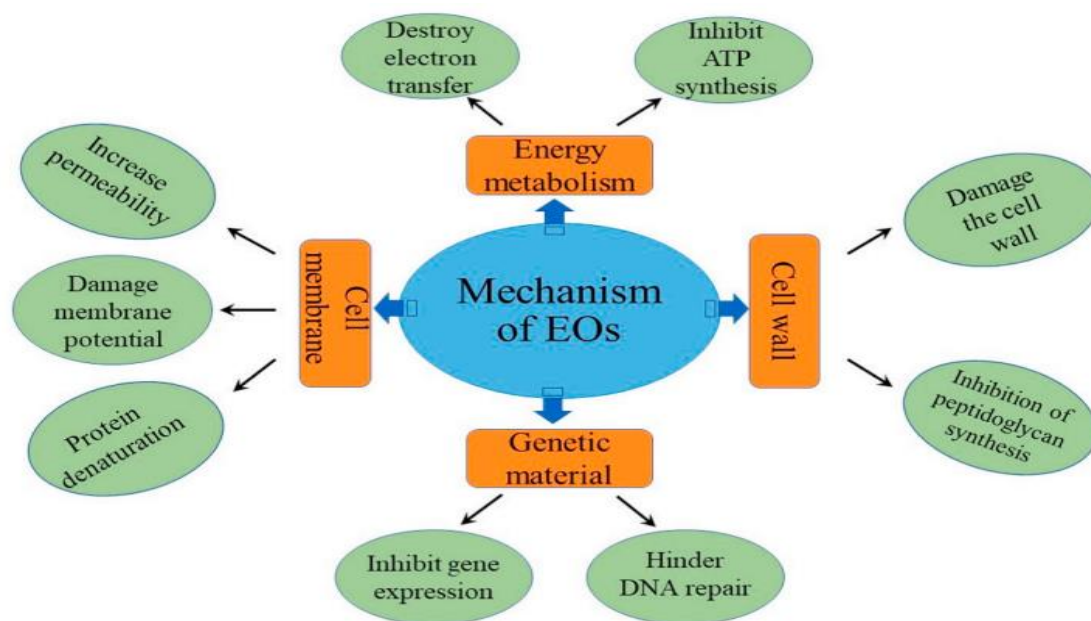 Destroy
electron
transfer
Inhibit
ATP
synthesis
Energy
metabolism
Increase
permeability
Damage
membrane
potential
Protein
denaturation
Cell
membrane
Mechanism
of EOs
Cell wall
Damage
the cell
wall
Inhibition of
peptidoglycan
synthesis
Genetic
material
Inhibit gene
expression
Hinder
DNA repair